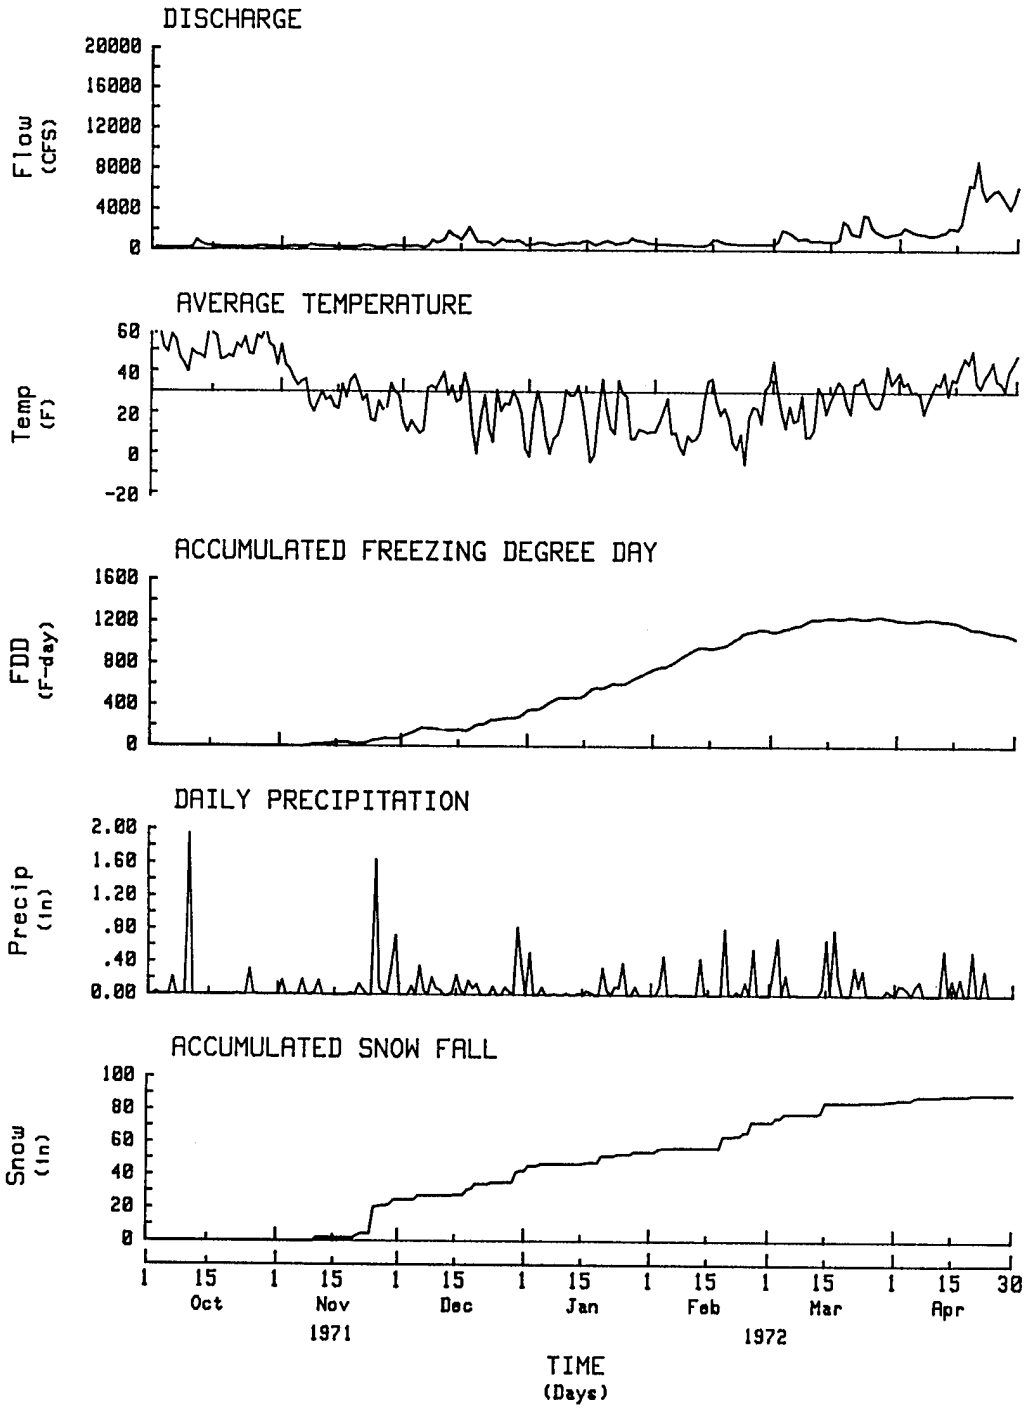 DISCHARGE
20000
16000
12000
8000
4000
0
Flow
(CFS)
AVERAGE TEMPERATURE
60
40
20
0
-20
Temp
(F)
ACCUMULATED FREEZING DEGREE DAY
1600
1200
800
400
0
FDD
(F-day)
DAILY PRECIPITATION
2.00
1.60
1.20
.80
.40
0.00
Precip
(in)
ACCUMULATED SNOW FALL
100
80
60
40
20
0
Snow
(in)
1 15 1 15 1 15 1 15 1 15 1 15 1 15 30
Oct Nov Dec Jan Feb Mar Apr
1971 1972
TIME
(Days)